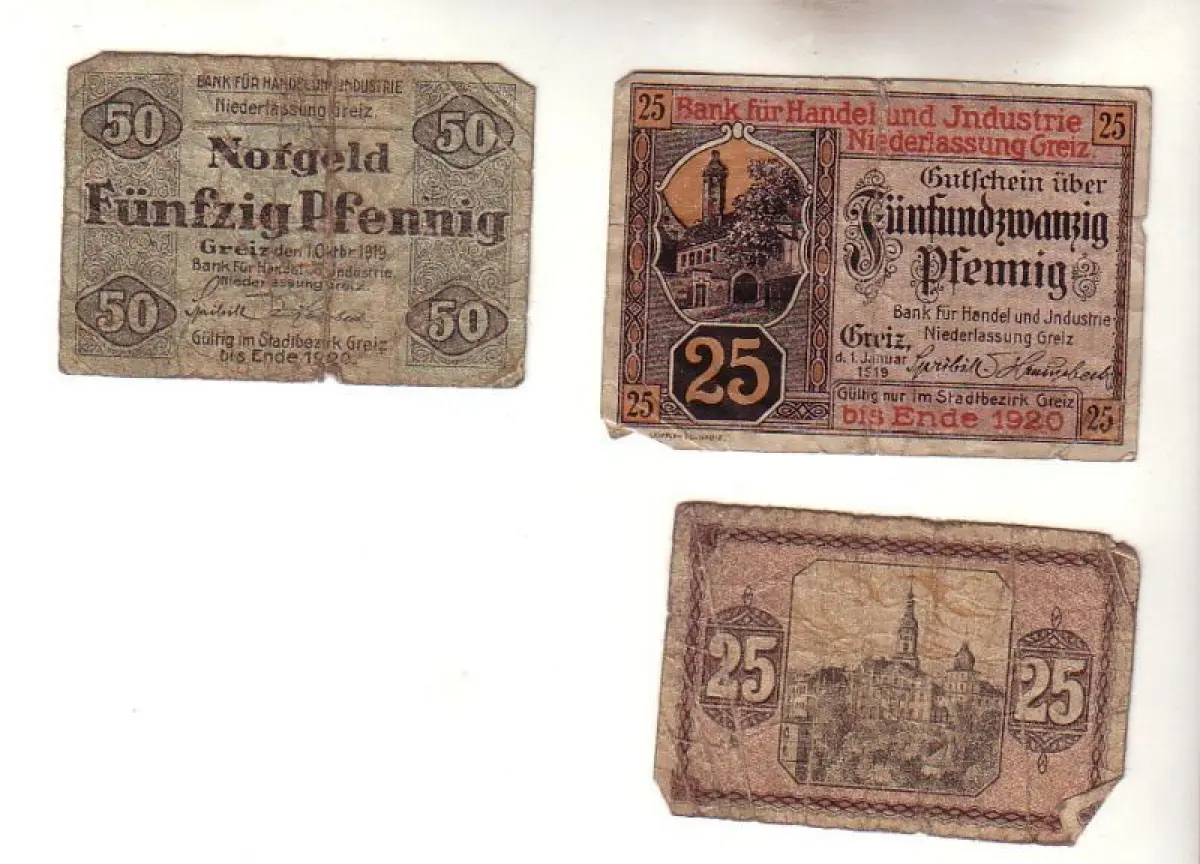 BANK FÜR HANDEL UND JNDUSTRIE
Niederlassung Greiz.
50
50
Notgeld
Fünfzig Pfennig
Greiz den 1.Oktbr 1919
Bank Für Handel u. Jndustrie
Niederlassung Greiz.
50
50
Gültig im Stadtbezirk Greiz
bis Ende 1920
25
25
Bank für Handel und Jndustrie
Niederlassung Greiz.
Gutschein über
Fünfundzwanzig
Pfennig
Bank für Handel und Jndustrie
Niederlassung Greiz
Greiz,
d. 1. Januar
1919
25
Gültig nur im Stadtbezirk Greiz
bis Ende 1920
25
25
25
25